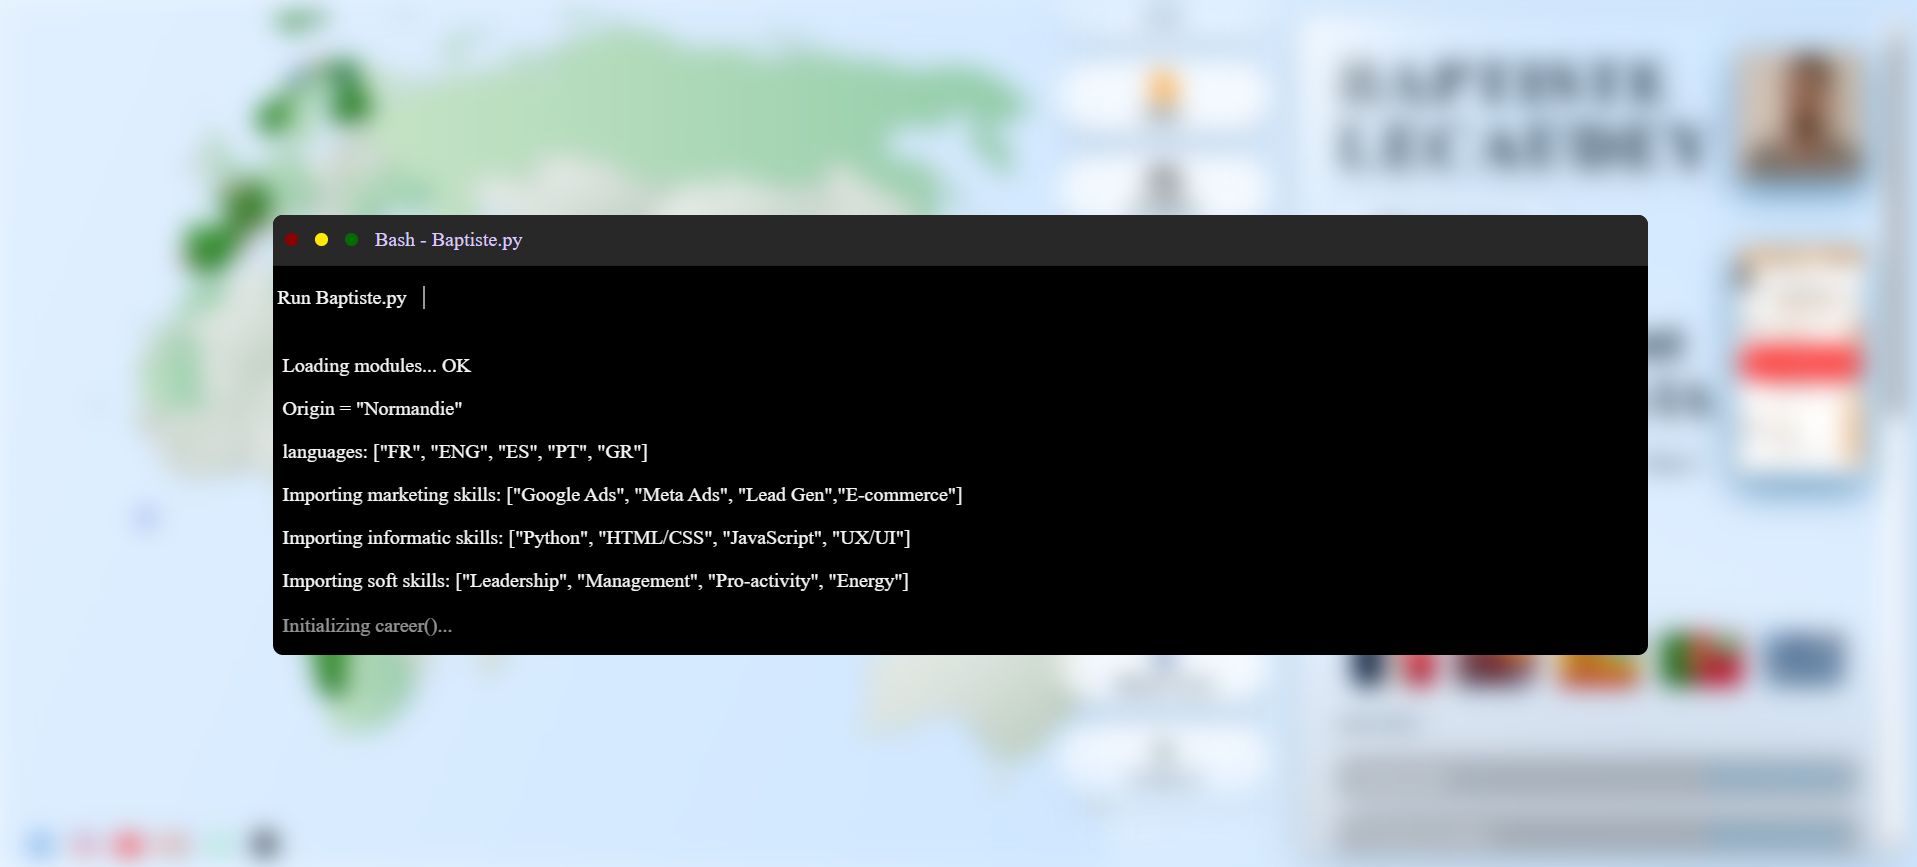 BAPTISTE
LECAUDEY
Bash - Baptiste.py
Run Baptiste.py
Loading modules... OK
Origin = "Normandie"
languages: ["FR", "ENG", "ES", "PT", "GR"]
Importing marketing skills: ["Google Ads", "Meta Ads", "Lead Gen","E-commerce"]
Importing informatic skills: ["Python", "HTML/CSS", "JavaScript", "UX/UI"]
Importing soft skills: ["Leadership", "Management", "Pro-activity", "Energy"]
Initializing career()...